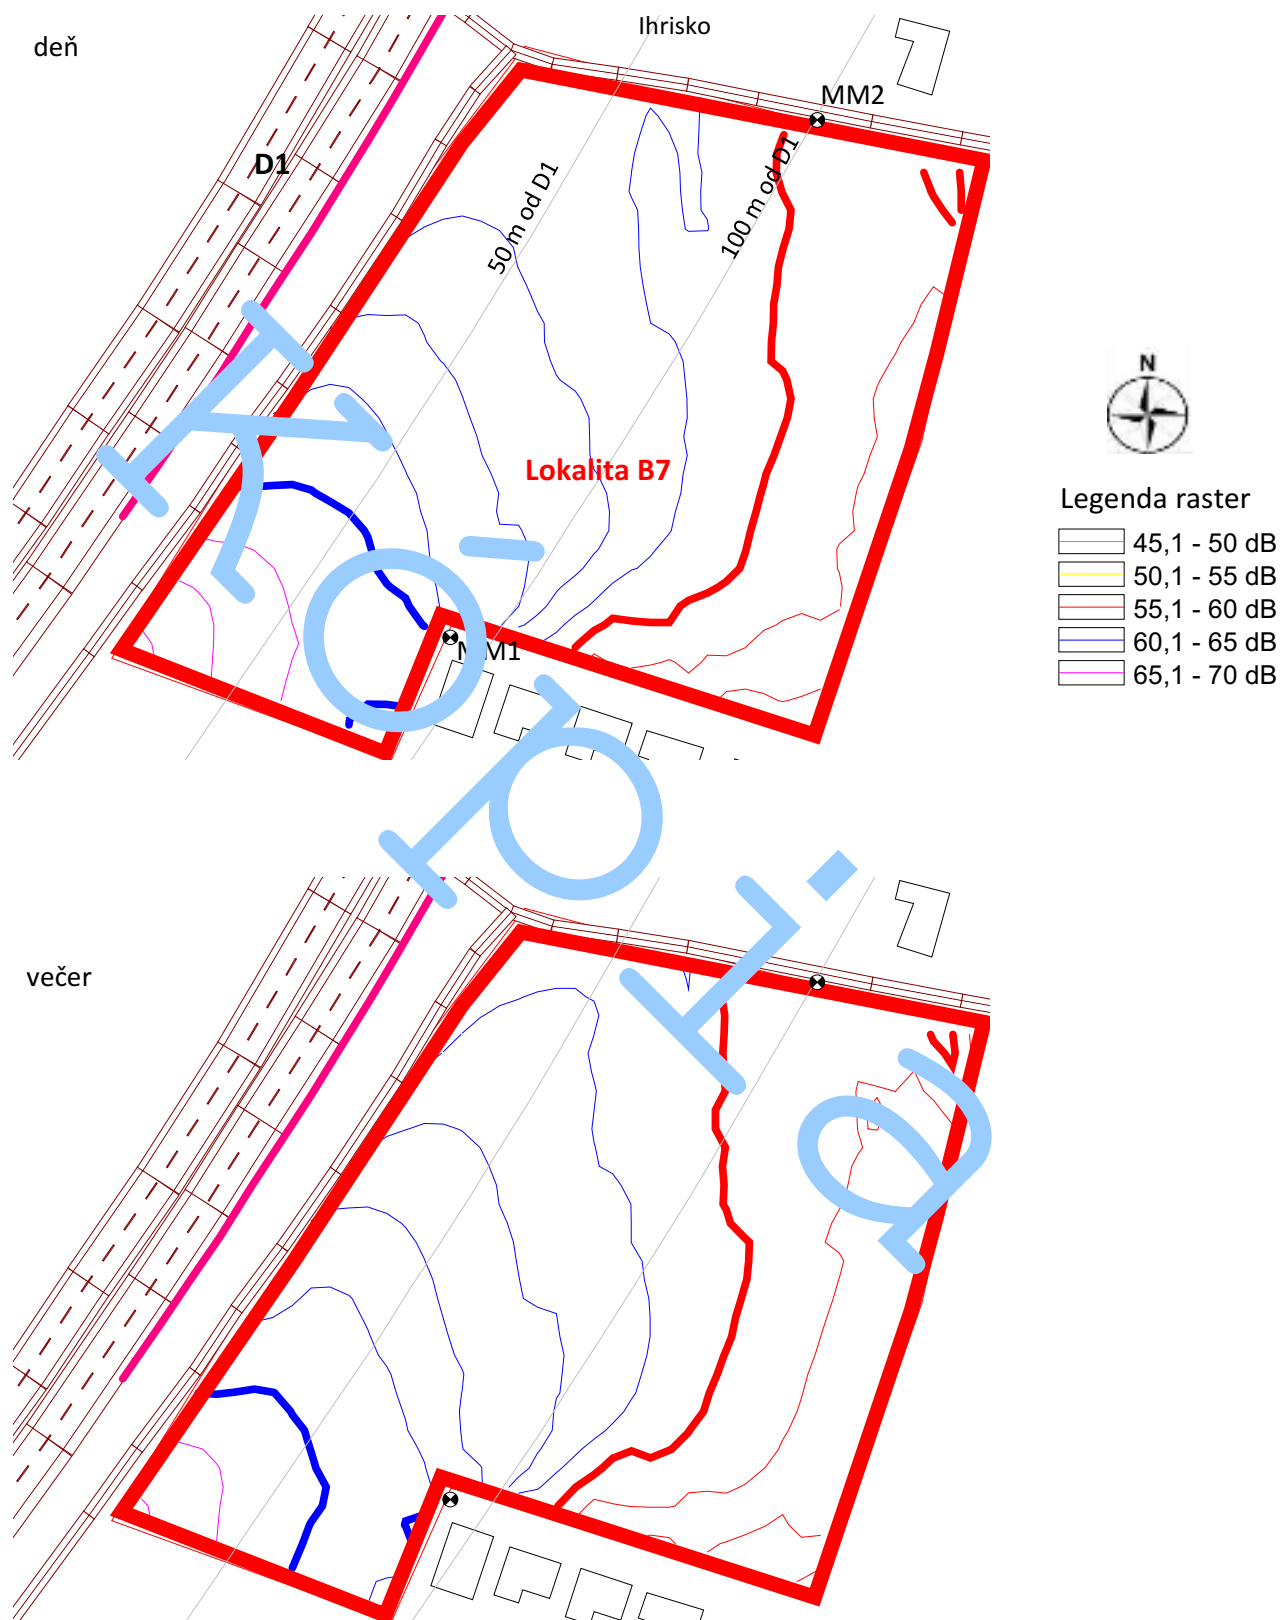 deň
Ihrisko
MM2
D1
50 m od D1
100 m od D1
Lokalita B7
MM1
N
Legenda raster
45,1 - 50 dB
50,1 - 55 dB
55,1 - 60 dB
60,1 - 65 dB
65,1 - 70 dB
Kópia
večer